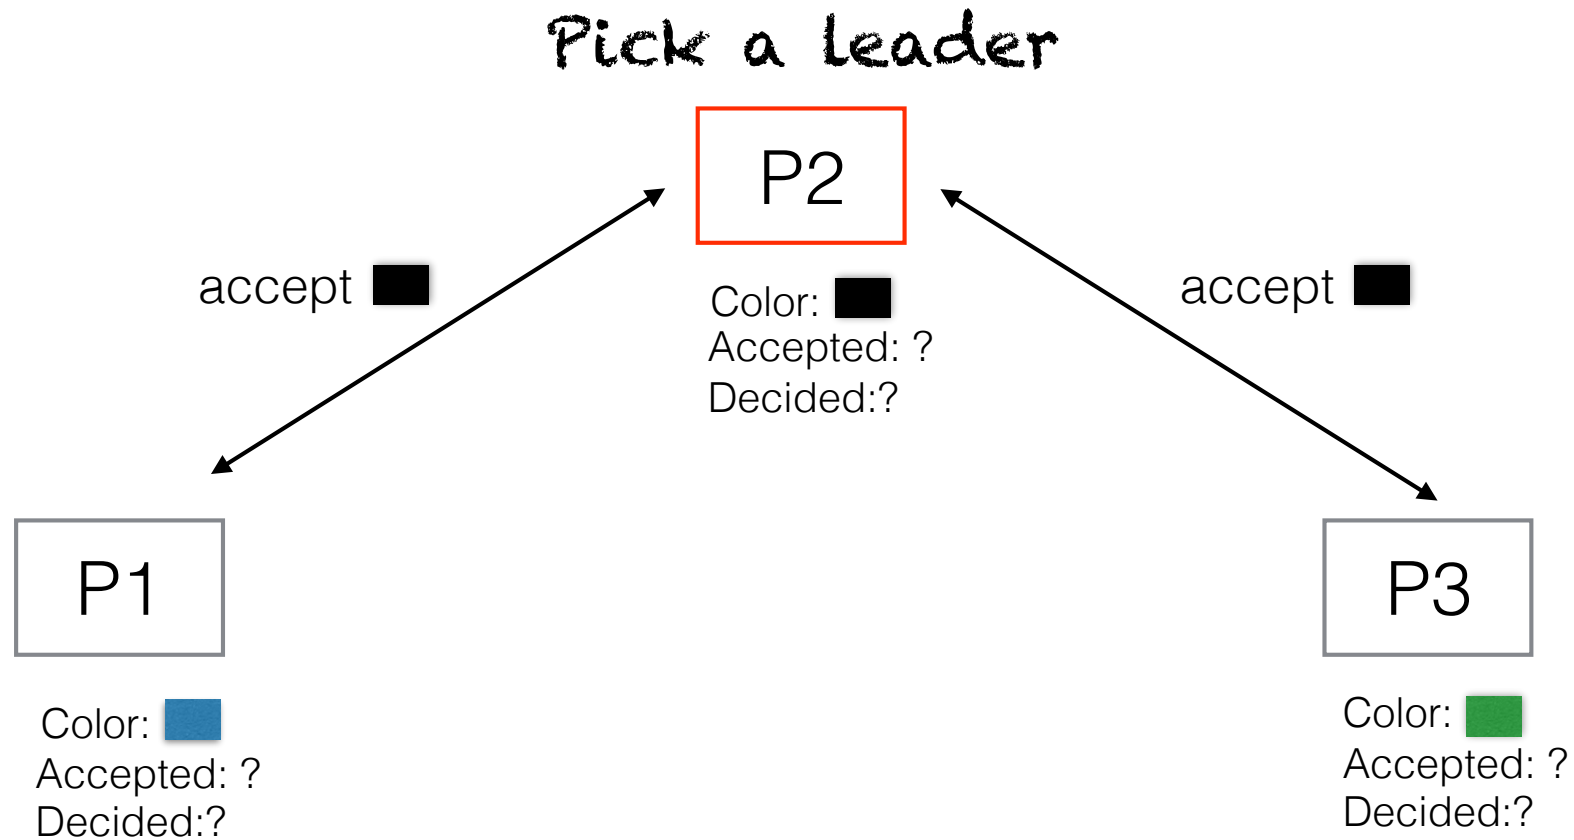 Pick a leader
P2
accept
accept
Color:
Accepted: ?
Decided:?
P1
P3
Color:
Accepted: ?
Decided:?
Color:
Accepted: ?
Decided:?